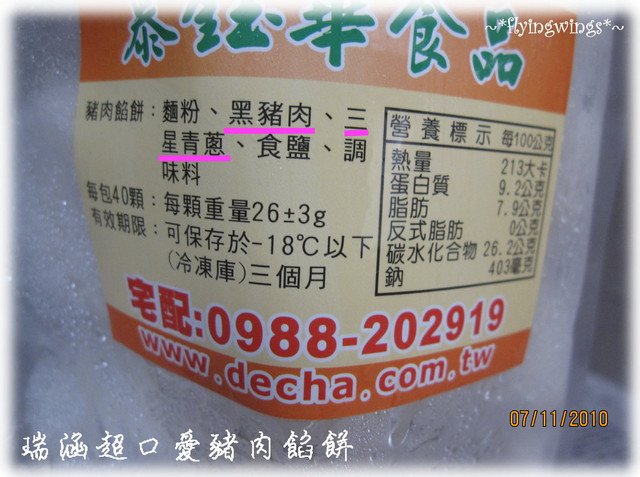 ~*flyingwings*~
泰鈺華食品
豬肉餡餅：麵粉、黑豬肉、三
星青蔥、食鹽、調
味料
每包40顆：每顆重量26±3g
有效期限：可保存於-18℃以下
(冷凍庫)三個月
營養標示 每100公克
熱量 213大卡
蛋白質 9.2公克
脂肪 7.9公克
反式脂肪 0公克
碳水化合物 26.2公克
鈉 403毫克
宅配:0988-202919
www.decha.com.tw
07/11/2010
瑞涵超口愛豬肉餡餅